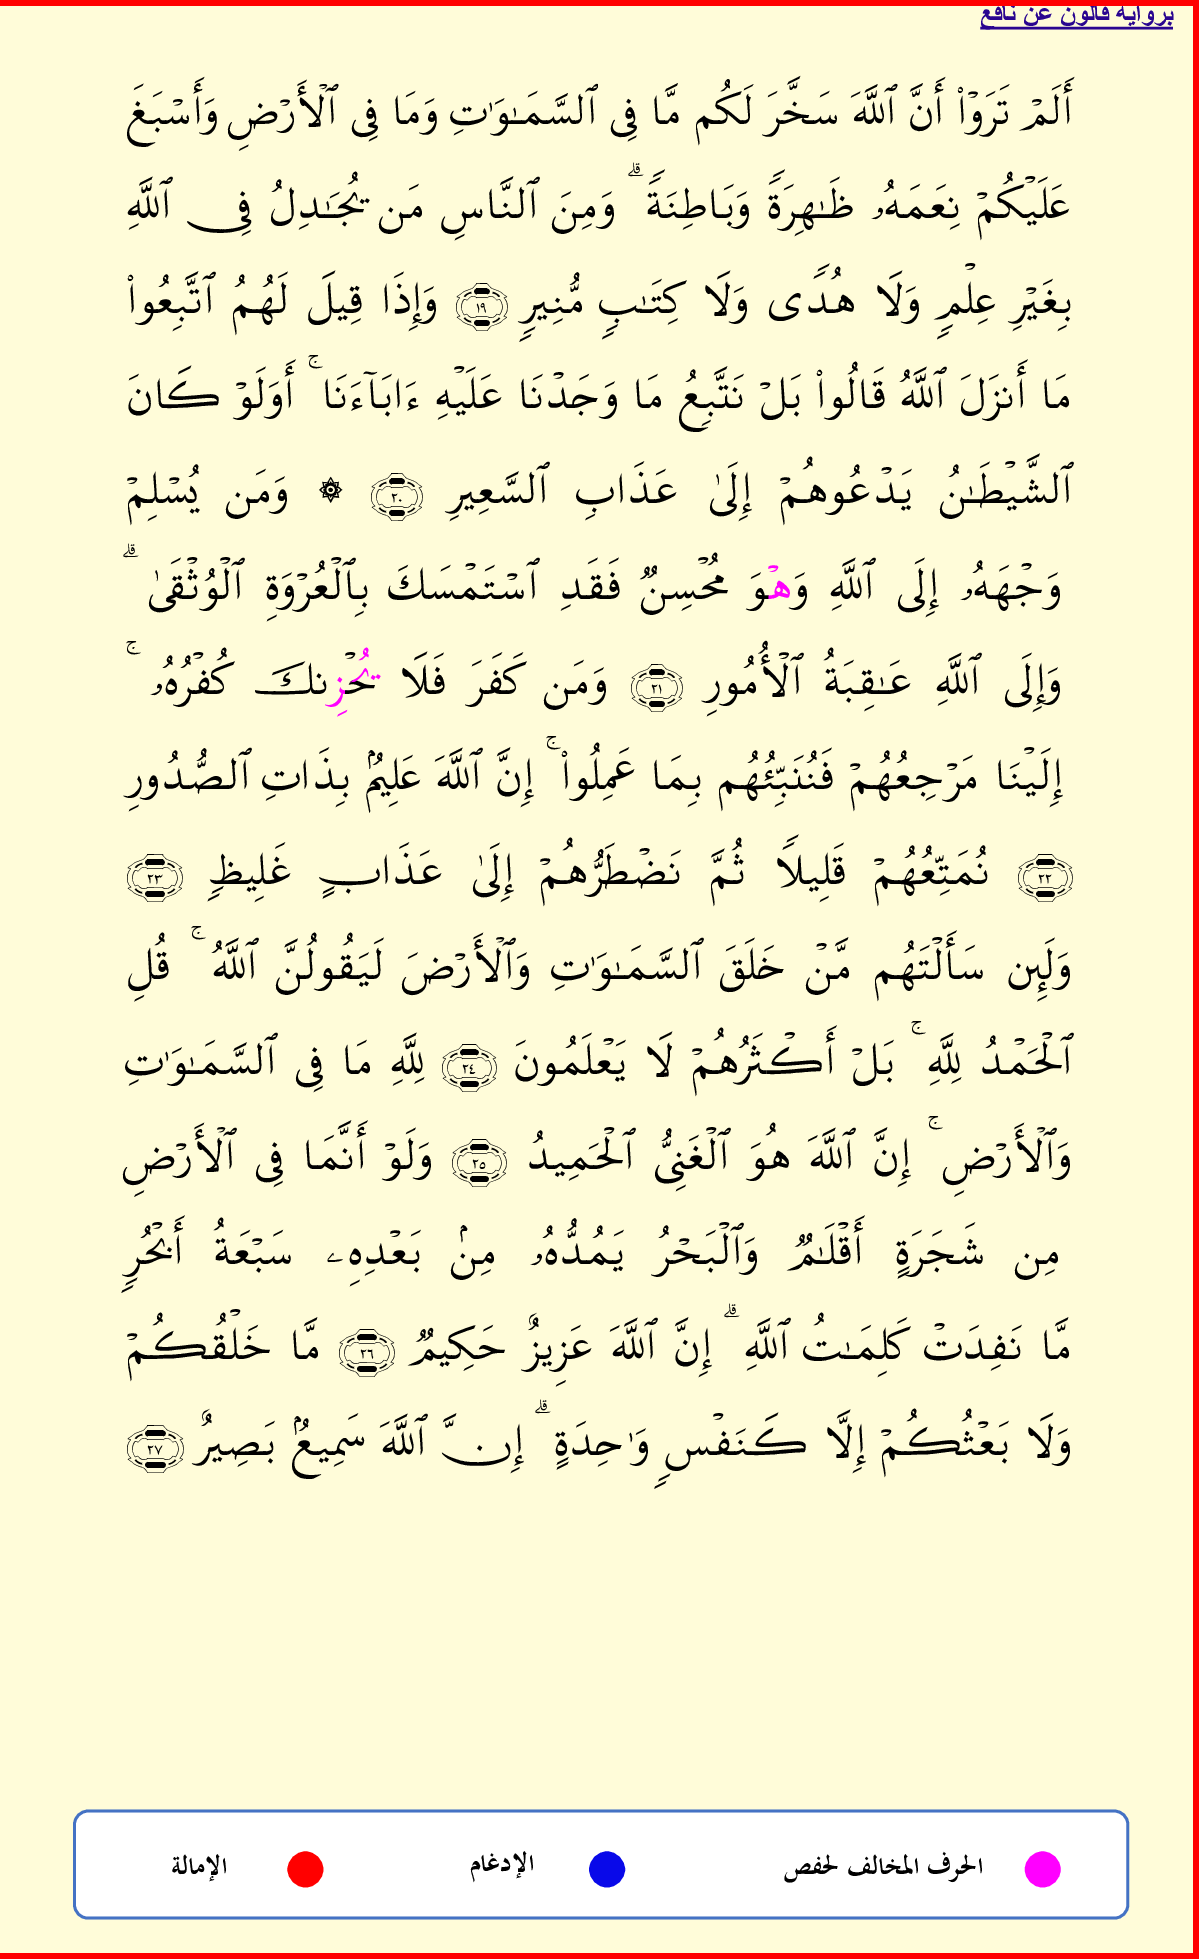 برواية قالون عن نافع
أَلَمۡ تَرَوۡاْ أَنَّ ٱللَّهَ سَخَّرَ لَكُم مَّا فِي ٱلسَّمَٰوَٰتِ وَمَا فِي ٱلۡأَرۡضِ وَأَسۡبَغَ
عَلَيۡكُمۡ نِعَمَهُۥ ظَٰهِرَةٗ وَبَاطِنَةٗۗ وَمِنَ ٱلنَّاسِ مَن يُجَٰدِلُ فِي ٱللَّهِ
بِغَيۡرِ عِلۡمٖ وَلَا هُدٗى وَلَا كِتَٰبٖ مُّنِيرٖ ١٩ وَإِذَا قِيلَ لَهُمُ ٱتَّبِعُواْ
مَا أَنزَلَ ٱللَّهُ قَالُواْ بَلۡ نَتَّبِعُ مَا وَجَدۡنَا عَلَيۡهِ ءَابَآءَنَاۚ أَوَلَوۡ كَانَ
ٱلشَّيۡطَٰنُ يَدۡعُوهُمۡ إِلَىٰ عَذَابِ ٱلسَّعِيرِ ٢٠ ۞ وَمَن يُسۡلِمۡ
وَجۡهَهُۥ إِلَى ٱللَّهِ وَهۡوَ مُحۡسِنٞ فَقَدِ ٱسۡتَمۡسَكَ بِٱلۡعُرۡوَةِ ٱلۡوُثۡقَىٰۗ
وَإِلَى ٱللَّهِ عَٰقِبَةُ ٱلۡأُمُورِ ٢١ وَمَن كَفَرَ فَلَا يُحۡزِنكَ كُفۡرُهُۥۚ
إِلَيۡنَا مَرۡجِعُهُمۡ فَنُنَبِّئُهُم بِمَا عَمِلُواْۚ إِنَّ ٱللَّهَ عَلِيمُۢ بِذَاتِ ٱلصُّدُورِ
٢٢ نُمَتِّعُهُمۡ قَلِيلٗا ثُمَّ نَضۡطَرُّهُمۡ إِلَىٰ عَذَابٍ غَلِيظٖ ٢٣
وَلَئِن سَأَلۡتَهُم مَّنۡ خَلَقَ ٱلسَّمَٰوَٰتِ وَٱلۡأَرۡضَ لَيَقُولُنَّ ٱللَّهُۚ قُلِ
ٱلۡحَمۡدُ لِلَّهِۚ بَلۡ أَكۡثَرُهُمۡ لَا يَعۡلَمُونَ ٢٤ لِلَّهِ مَا فِي ٱلسَّمَٰوَٰتِ
وَٱلۡأَرۡضِۚ إِنَّ ٱللَّهَ هُوَ ٱلۡغَنِيُّ ٱلۡحَمِيدُ ٢٥ وَلَوۡ أَنَّمَا فِي ٱلۡأَرۡضِ
مِن شَجَرَةٍ أَقۡلَٰمٞ وَٱلۡبَحۡرُ يَمُدُّهُۥ مِنۢ بَعۡدِهِۦ سَبۡعَةُ أَبۡحُرٖ
مَّا نَفِدَتۡ كَلِمَٰتُ ٱللَّهِۗ إِنَّ ٱللَّهَ عَزِيزٌ حَكِيمٞ ٢٦ مَّا خَلۡقُكُمۡ
وَلَا بَعۡثُكُمۡ إِلَّا كَنَفۡسٖ وَٰحِدَةٍۗ إِنَّ ٱللَّهَ سَمِيعُۢ بَصِيرٌ ٢٧
الحرف المخالف لحفص الإدغام الإمالة